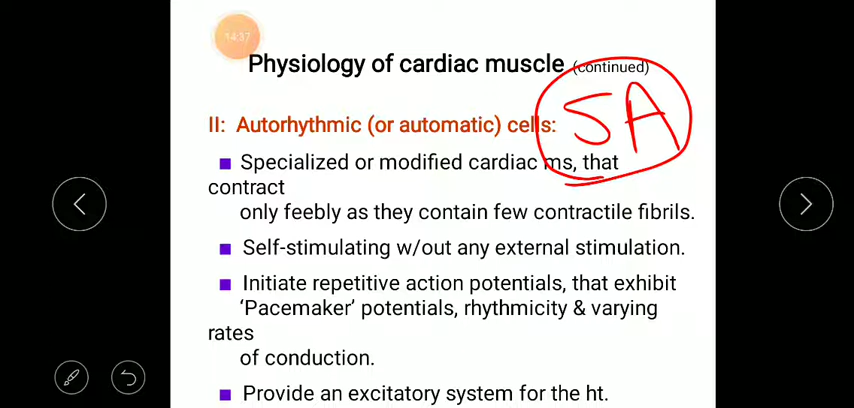 14:37
Physiology of cardiac muscle (continued)
SA
II: Autorhythmic (or automatic) cells:
Specialized or modified cardiac ms, that
contract
only feebly as they contain few contractile fibrils.
Self-stimulating w/out any external stimulation.
Initiate repetitive action potentials, that exhibit
‘Pacemaker’ potentials, rhythmicity & varying
rates
of conduction.
Provide an excitatory system for the ht.